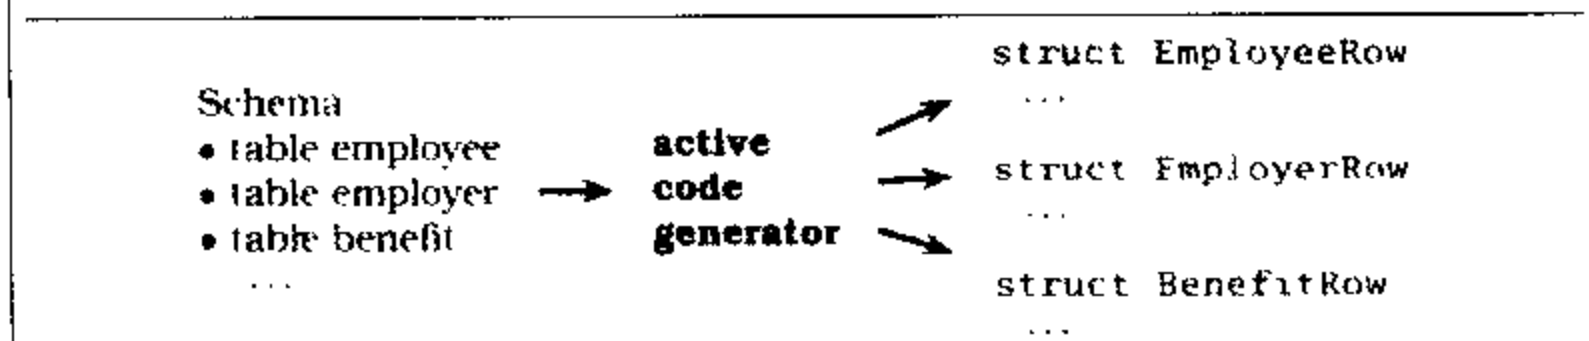 Schema
• table employee
• table employer
• table benefit
...
active
code
generator
struct EmployeeRow
...
struct EmployerRow
...
struct BenefitRow
...